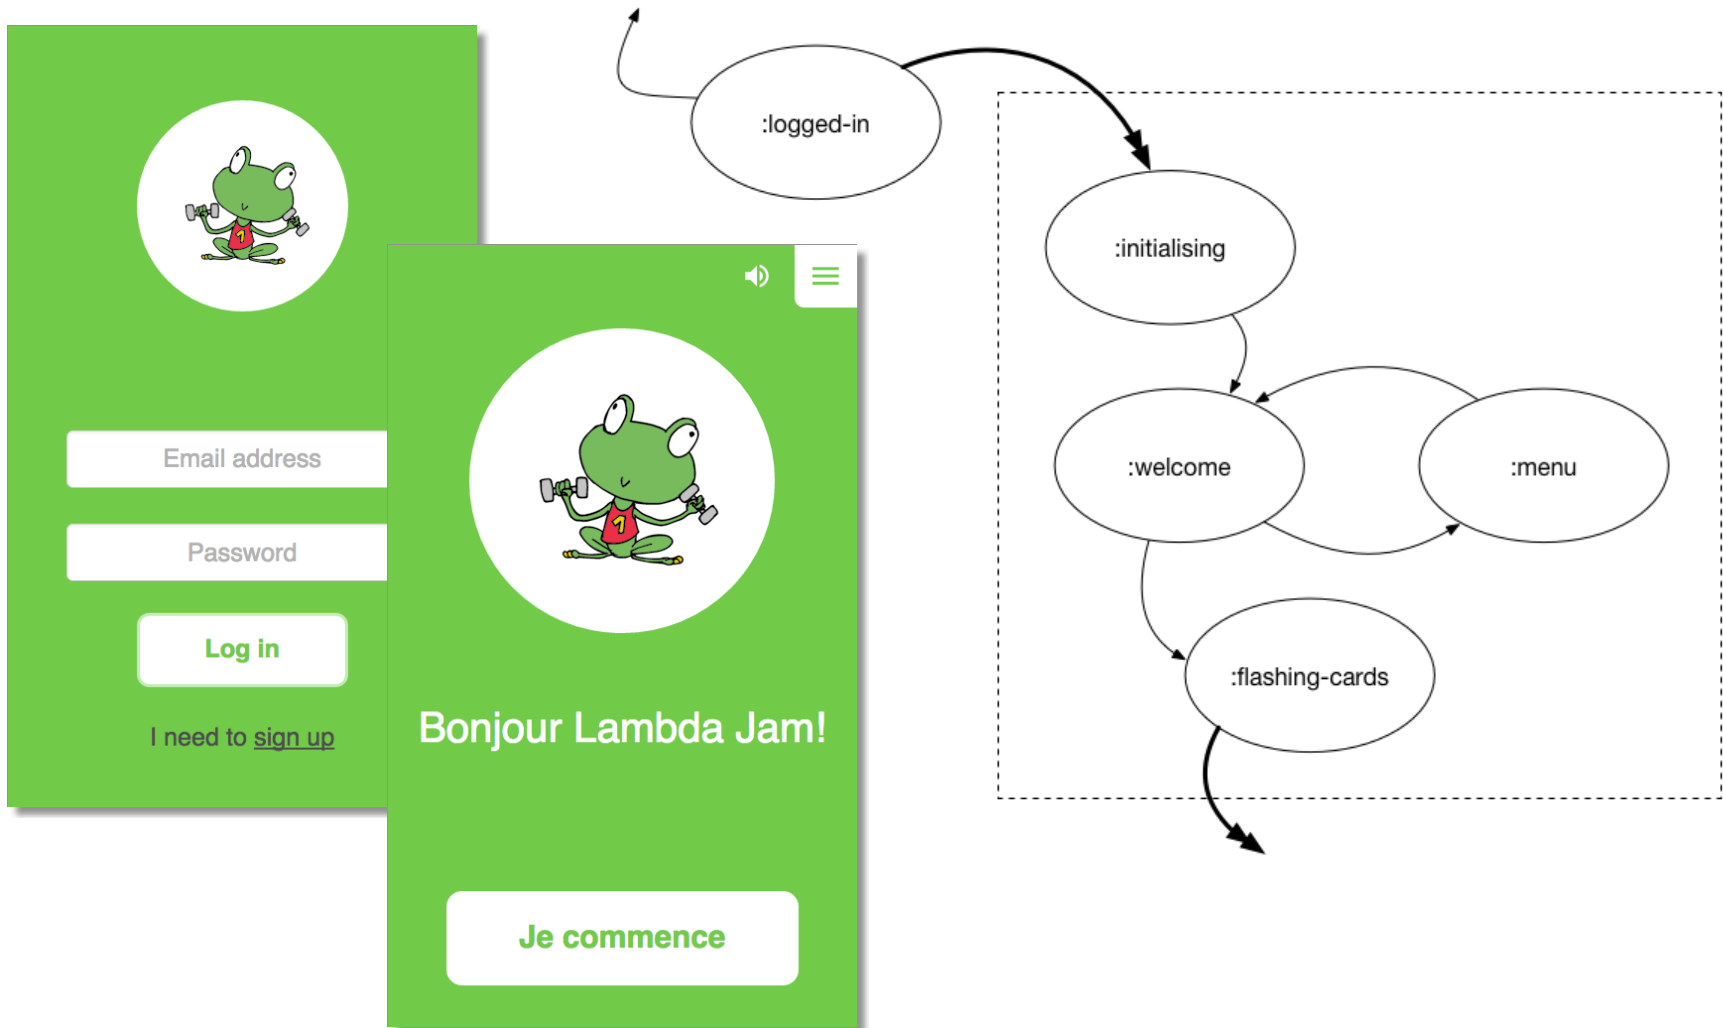 Email address
Password
Log in
I need to sign up
Bonjour Lambda Jam!
Je commence
:logged-in
:initialising
:welcome
:menu
:flashing-cards